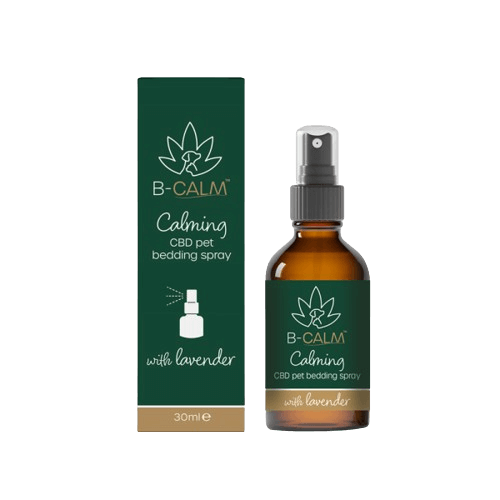 B-CALM™
Calming
CBD pet
bedding spray
with lavender
30ml e
B-CALM™
Calming
CBD pet bedding spray
with lavender